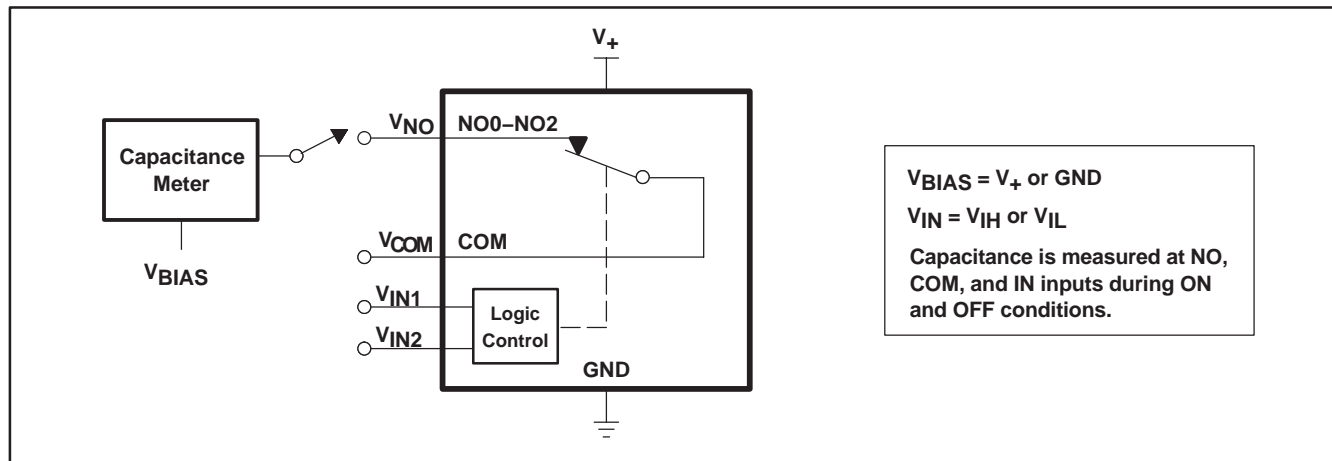 V+
VNO
NO0–NO2
Capacitance
Meter
VBIAS
VCOM
COM
VIN1
VIN2
Logic
Control
GND
VBIAS = V+ or GND
VIN = VIH or VIL
Capacitance is measured at NO,
COM, and IN inputs during ON
and OFF conditions.